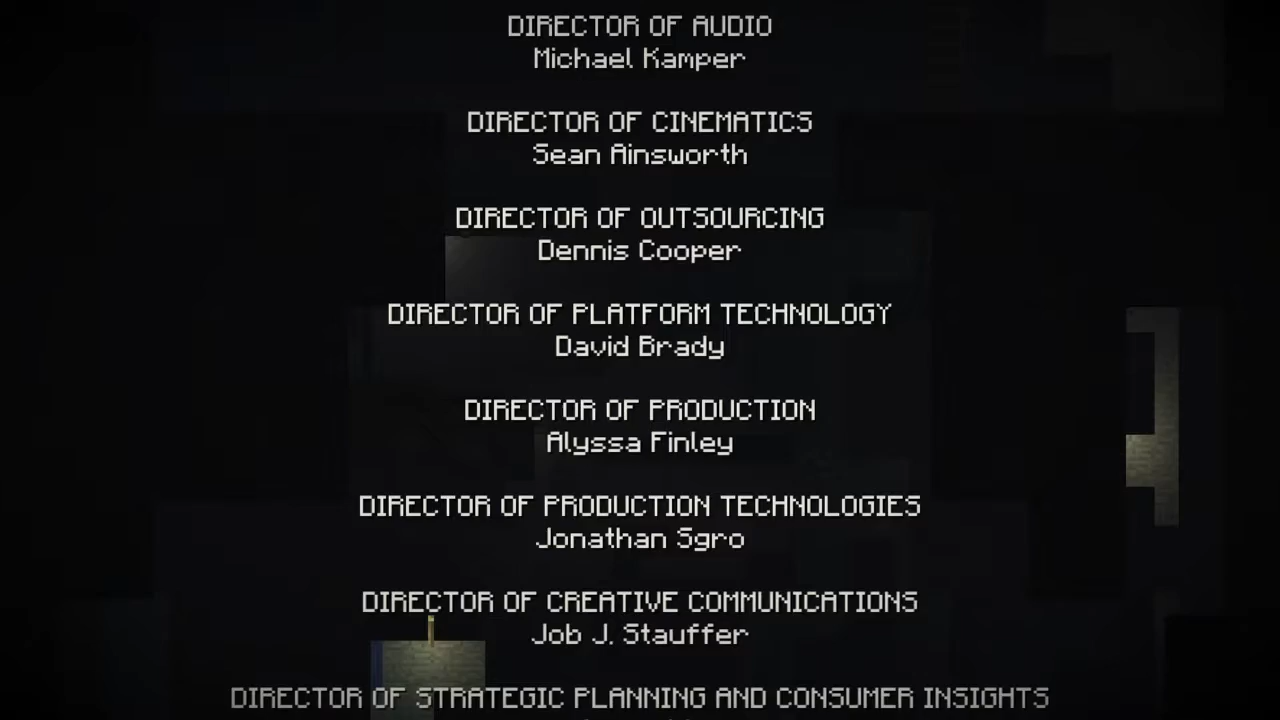 DIRECTOR OF AUDIO
Michael Kamper
DIRECTOR OF CINEMATICS
Sean Ainsworth
DIRECTOR OF OUTSOURCING
Dennis Cooper
DIRECTOR OF PLATFORM TECHNOLOGY
David Brady
DIRECTOR OF PRODUCTION
Alyssa Finley
DIRECTOR OF PRODUCTION TECHNOLOGIES
Jonathan Sgro
DIRECTOR OF CREATIVE COMMUNICATIONS
Job J. Stauffer
DIRECTOR OF STRATEGIC PLANNING AND CONSUMER INSIGHTS